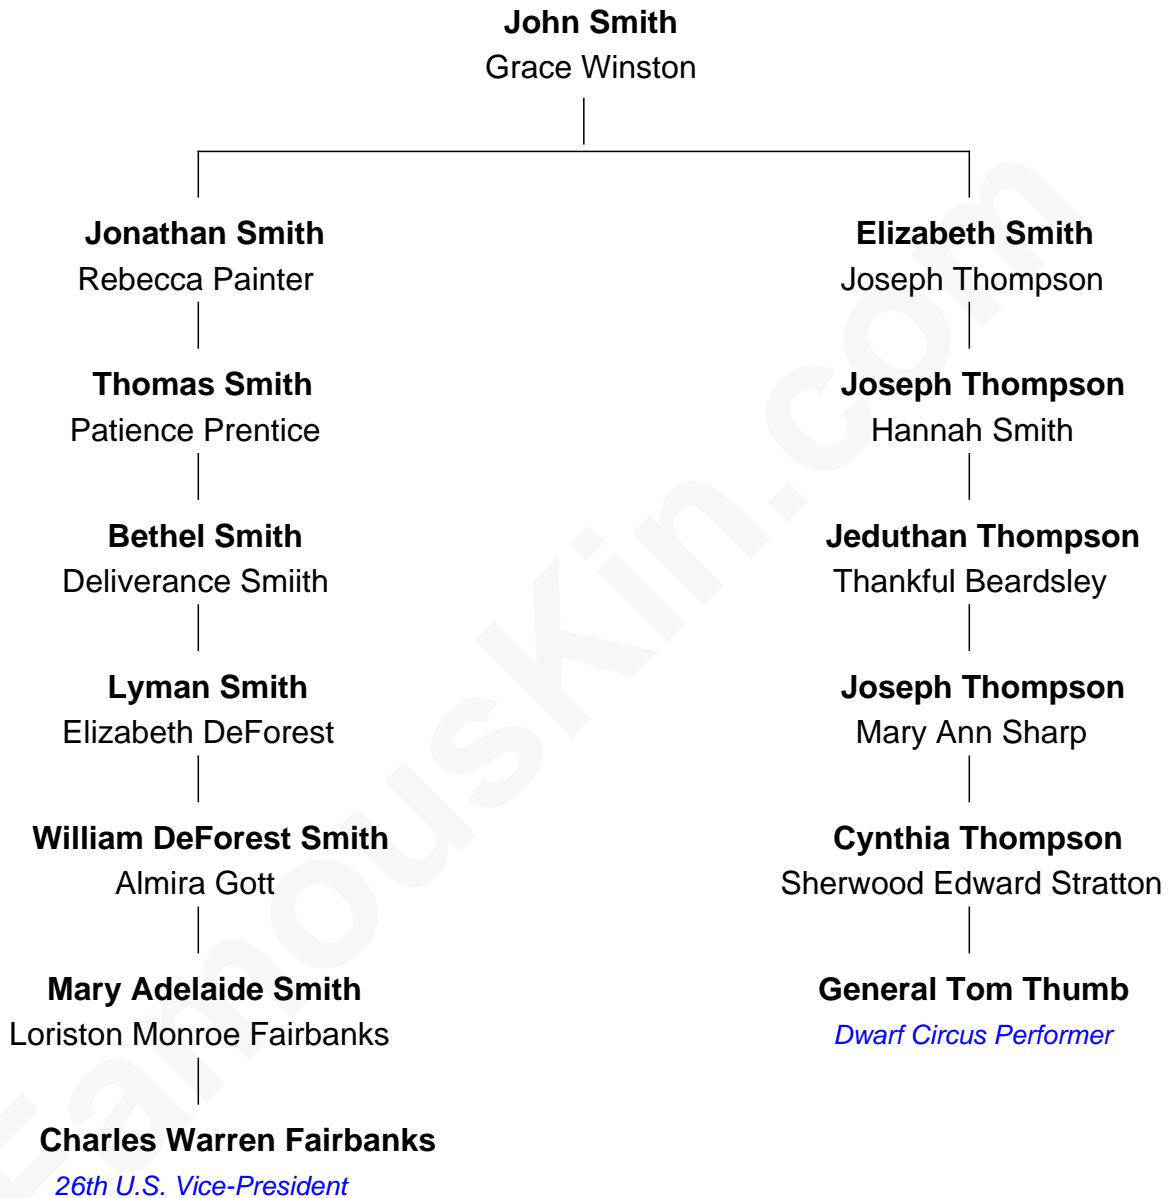 John Smith
Grace Winston
Jonathan Smith
Rebecca Painter
Elizabeth Smith
Joseph Thompson
Thomas Smith
Patience Prentice
Joseph Thompson
Hannah Smith
Bethel Smith
Deliverance Smiith
Jeduthan Thompson
Thankful Beardsley
Lyman Smith
Elizabeth DeForest
Joseph Thompson
Mary Ann Sharp
William DeForest Smith
Almira Gott
Cynthia Thompson
Sherwood Edward Stratton
Mary Adelaide Smith
Loriston Monroe Fairbanks
General Tom Thumb
Dwarf Circus Performer
Charles Warren Fairbanks
26th U.S. Vice-President
FamousKin.com